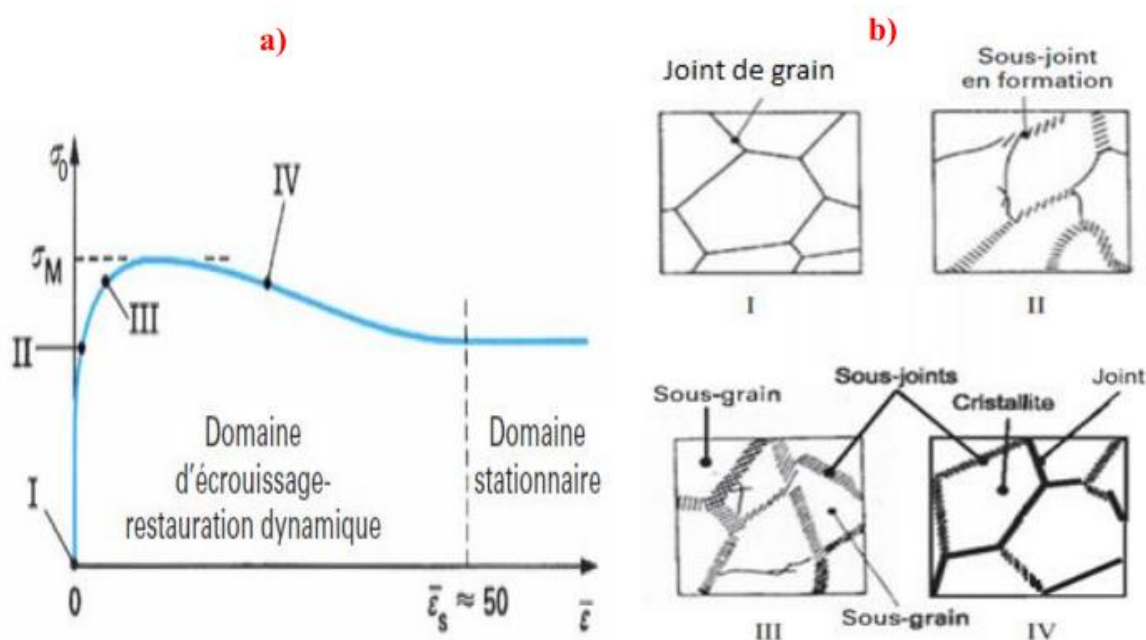 a)
σ₀
σ_M
IV
III
II
I
Domaine
d'écrouissage-
restauration dynamique
Domaine
stationnaire
0
ε̄ₛ ≈ 50
ε̄
b)
Joint de grain
Sous-joint
en formation
I
II
Sous-grain
Sous-joints
Cristallite
Joint
Sous-grain
III
IV